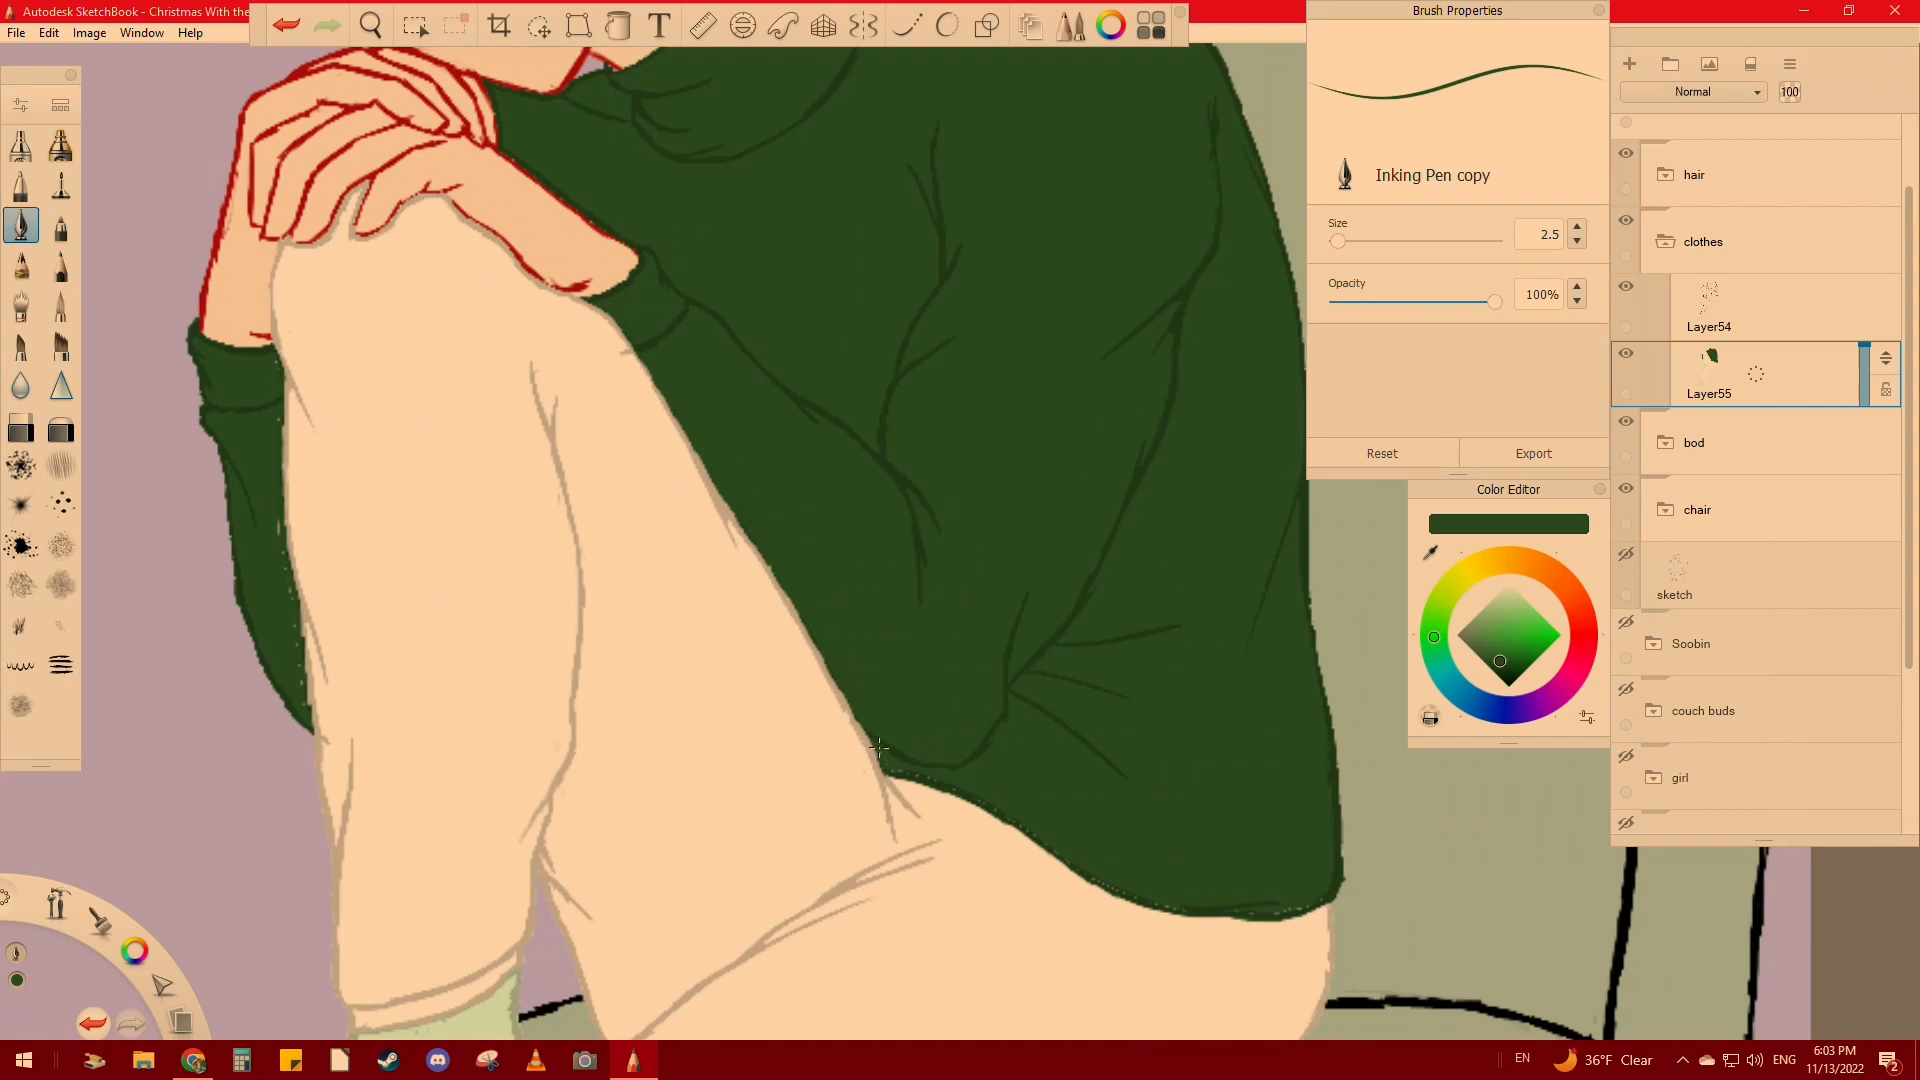 Autodesk SketchBook - Christmas With the
File Edit Image Window Help
T
Brush Properties
Inking Pen copy
Size
2.5
Opacity
100%
Reset Export
Color Editor
Normal 100
hair
clothes
Layer54
Layer55
bod
chair
sketch
Soobin
couch buds
girl
EN
36°F Clear
ENG
6:03 PM
11/13/2022
2